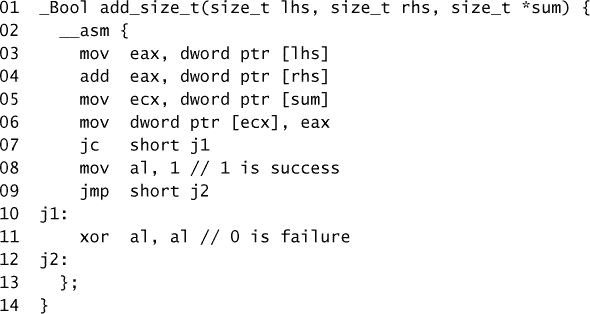 01  _Bool add_size_t(size_t lhs, size_t rhs, size_t *sum) {
02    __asm {
03      mov  eax, dword ptr [lhs]
04      add  eax, dword ptr [rhs]
05      mov  ecx, dword ptr [sum]
06      mov  dword ptr [ecx], eax
07      jc   short j1
08      mov  al, 1 // 1 is success
09      jmp  short j2
10  j1:
11      xor  al, al // 0 is failure
12  j2:
13    };
14  }